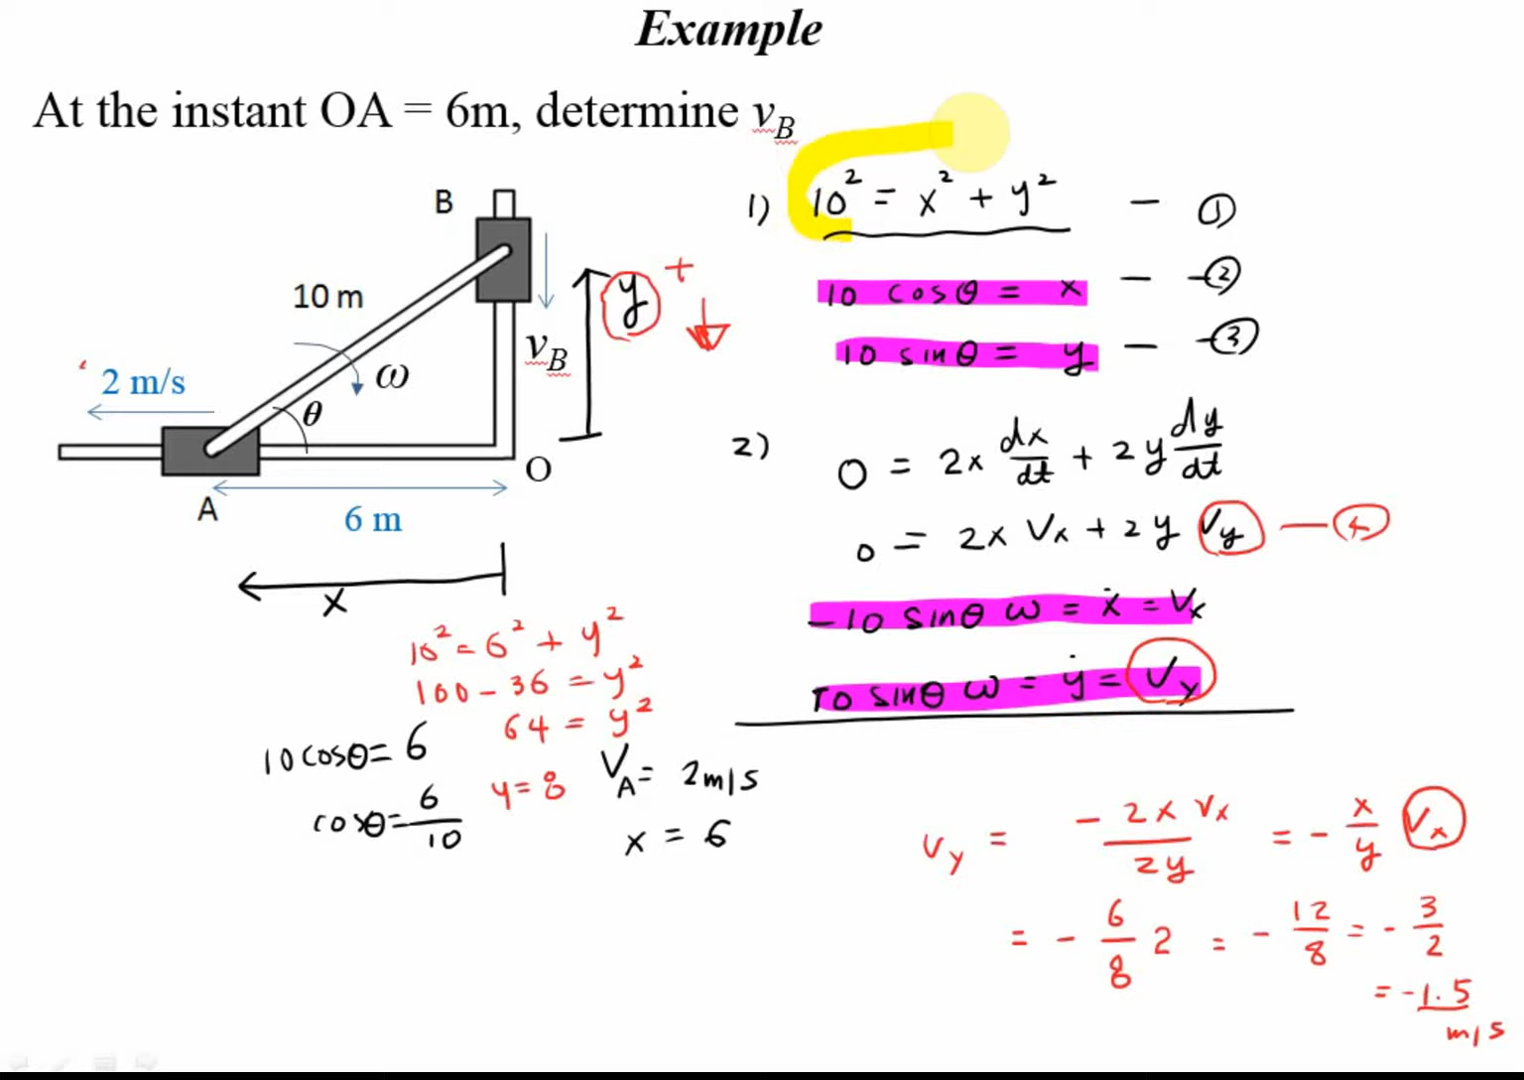 Example
At the instant OA = 6m, determine vB
B
10 m
y +
vB
ω
2 m/s
θ
O
A
6 m
x
1) 10² = x² + y² — ①
10 cosθ = x — ②
10 sinθ = y — ③
2) 0 = 2x dx/dt + 2y dy/dt
0 = 2x Vx + 2y Vy — ④
-10 sinθ ω = ẋ = Vx
10 sinθ ω = ẏ = Vy
10² = 6² + y²
100 - 36 = y²
64 = y²
y = 8
10 cosθ = 6
cosθ = 6/10
VA = 2m/s
x = 6
Vy = - 2x Vx / 2y = - x/y Vx
= - 6/8 2 = - 12/8 = - 3/2
= -1.5
m/s